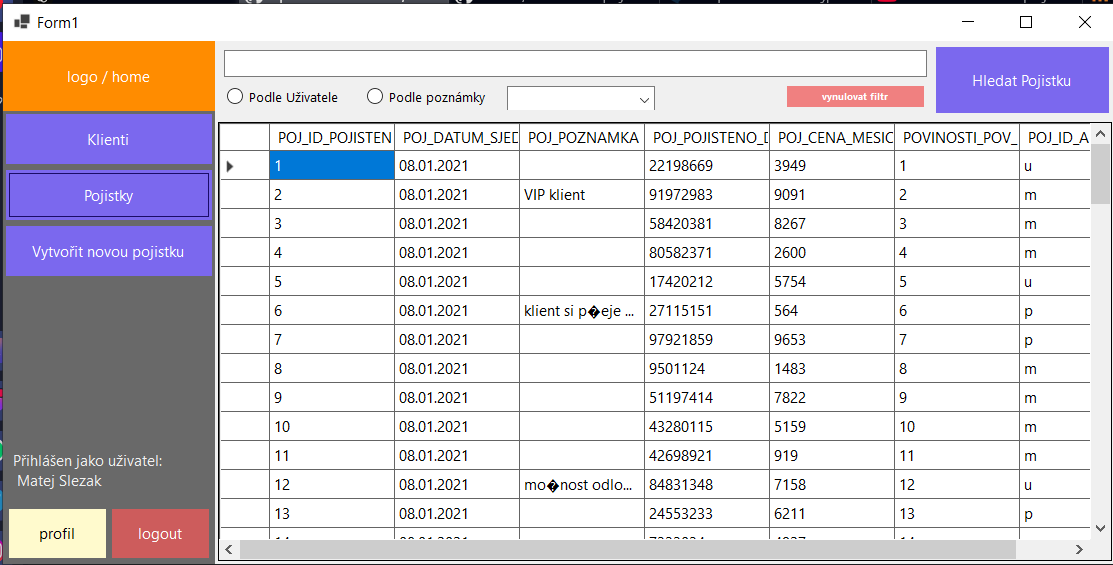 Form1
logo / home
Klienti
Pojistky
Vytvořit novou pojistku
Přihlášen jako uživatel:
Matej Slezak
profil
logout
Podle Uživatele
Podle poznámky
vynulovat filtr
Hledat Pojistku
POJ_ID_POJISTEN POJ_DATUM_SJED POJ_POZNAMKA POJ_POJISTENO_D POJ_CENA_MESIC POVINOSTI_POV_ POJ_ID_A
1 08.01.2021 22198669 3949 1 u
2 08.01.2021 VIP klient 91972983 9091 2 m
3 08.01.2021 58420381 8267 3 m
4 08.01.2021 80582371 2600 4 m
5 08.01.2021 17420212 5754 5 u
6 08.01.2021 klient si p�eje ... 27115151 564 6 p
7 08.01.2021 97921859 9653 7 p
8 08.01.2021 9501124 1483 8 m
9 08.01.2021 51197414 7822 9 m
10 08.01.2021 43280115 5159 10 m
11 08.01.2021 42698921 919 11 m
12 08.01.2021 mo�nost odlo... 84831348 7158 12 u
13 08.01.2021 24553233 6211 13 p